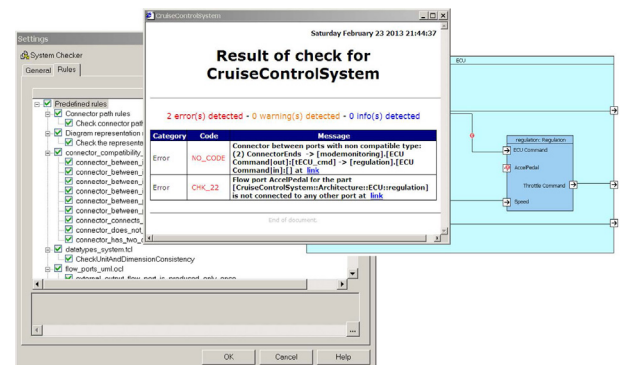 CruiseControlSystem
Saturday February 23 2013 21:44:37
Result of check for
CruiseControlSystem
2 error(s) detected - 0 warning(s) detected - 0 info(s) detected
Category Code Message
Error NO_CODE
Connector between ports with non compatible type:
(2) ConnectorEnds -> [modemonitoring].[ECU
Command|out]:[tECU_cmd] -> [regulation].[ECU
Command|in]:[] at link
Error CHK_22
Flow port AccelPedal for the part
[CruiseControlSystem::Architecture::ECU::regulation]
is not connected to any other port at link
End of document.
Settings
System Checker
General Rules
Predefined rules
Connector path rules
Check connector path
Diagram representation
Check the represente
connector_compatibility_
connector_between_
connector_between_
connector_between_
connector_between_
connector_between_
connector_connects_
connector_does_not_
connector_has_two_
datatypes_system.tcl
CheckUnitAndDimensionConsistency
flow_ports_uml.ocl
external_output_flow_port_is_produced_only_once
...
OK Cancel Help
ECU
regulation: Regulation
ECU Command
AccelPedal
Throttle Command
Speed